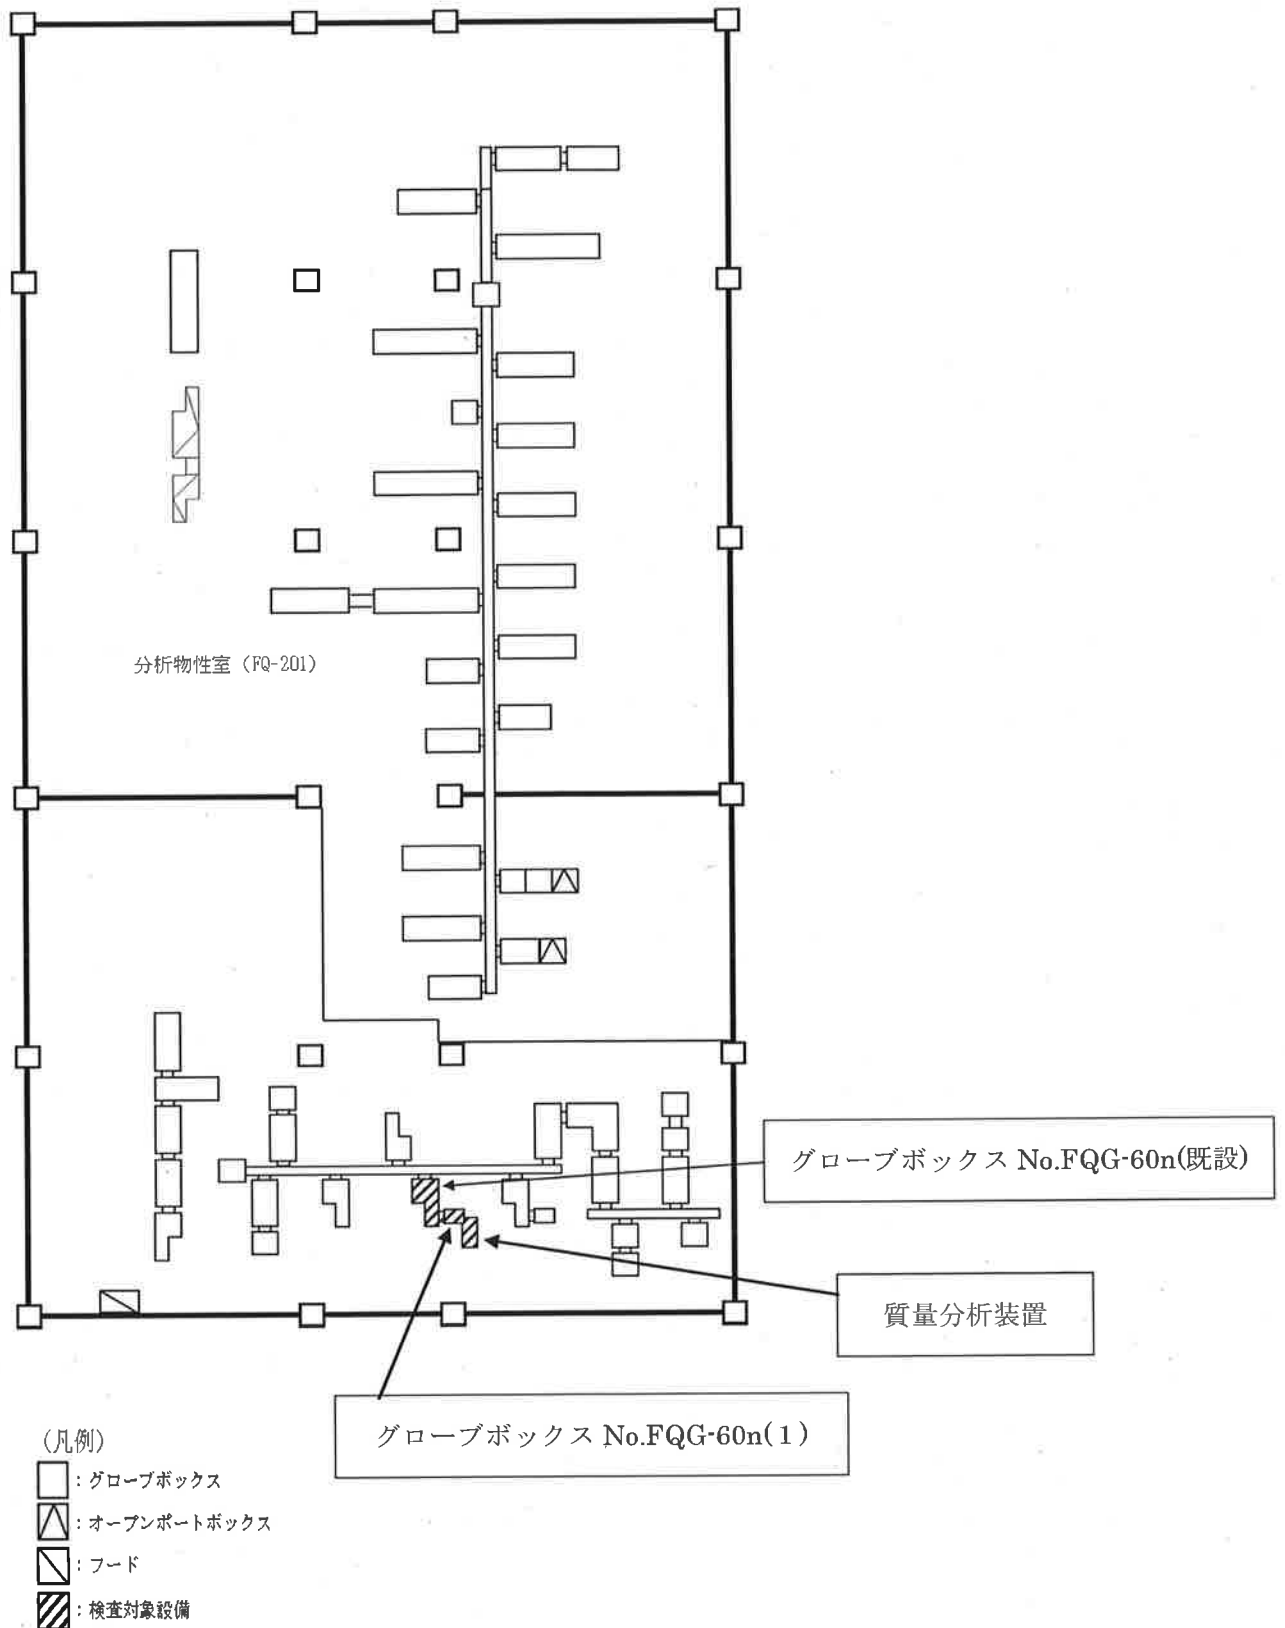 分析物性室(FQ-201)
グローブボックス No.FQG-60n(既設)
質量分析装置
グローブボックス No.FQG-60n(1)
(凡例)
:グローブボックス
:オープンポートボックス
:フード
:検査対象設備